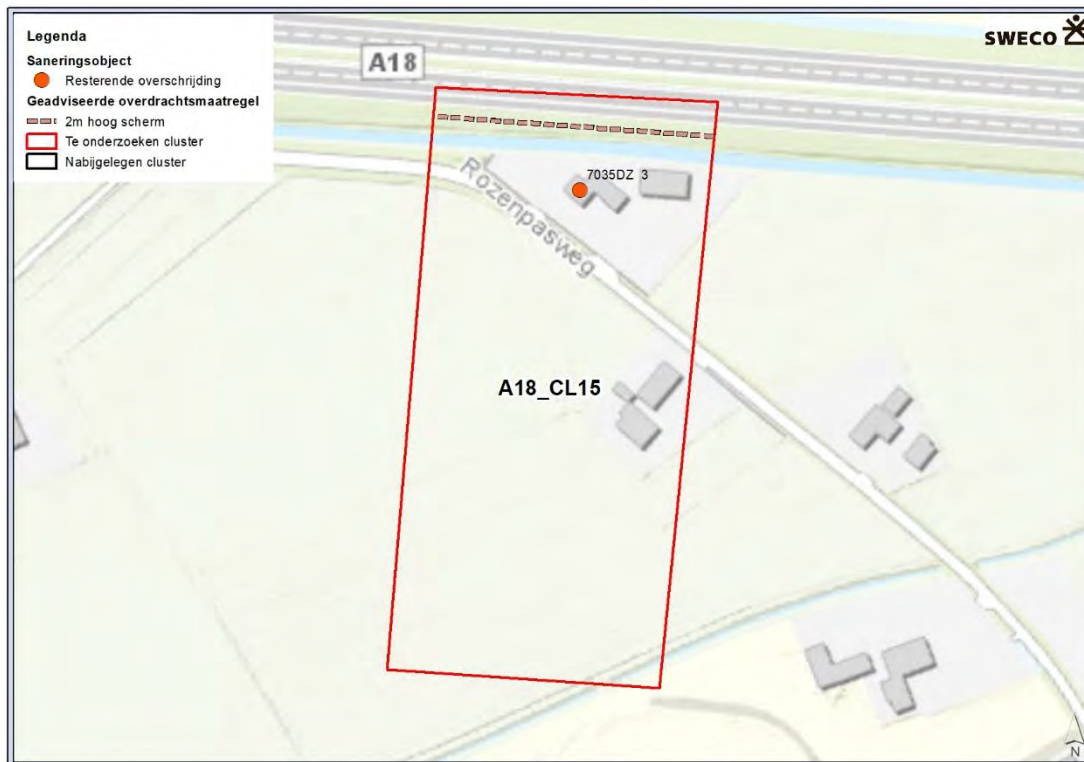 Legenda
Saneringsobject
Resterende overschrijding
Geadviseerde overdrachtsmaatregel
2m hoog scherm
Te onderzoeken cluster
Nabijgelegen cluster
SWECO
A18
7035DZ 3
Rozenpasweg
A18_CL15
N